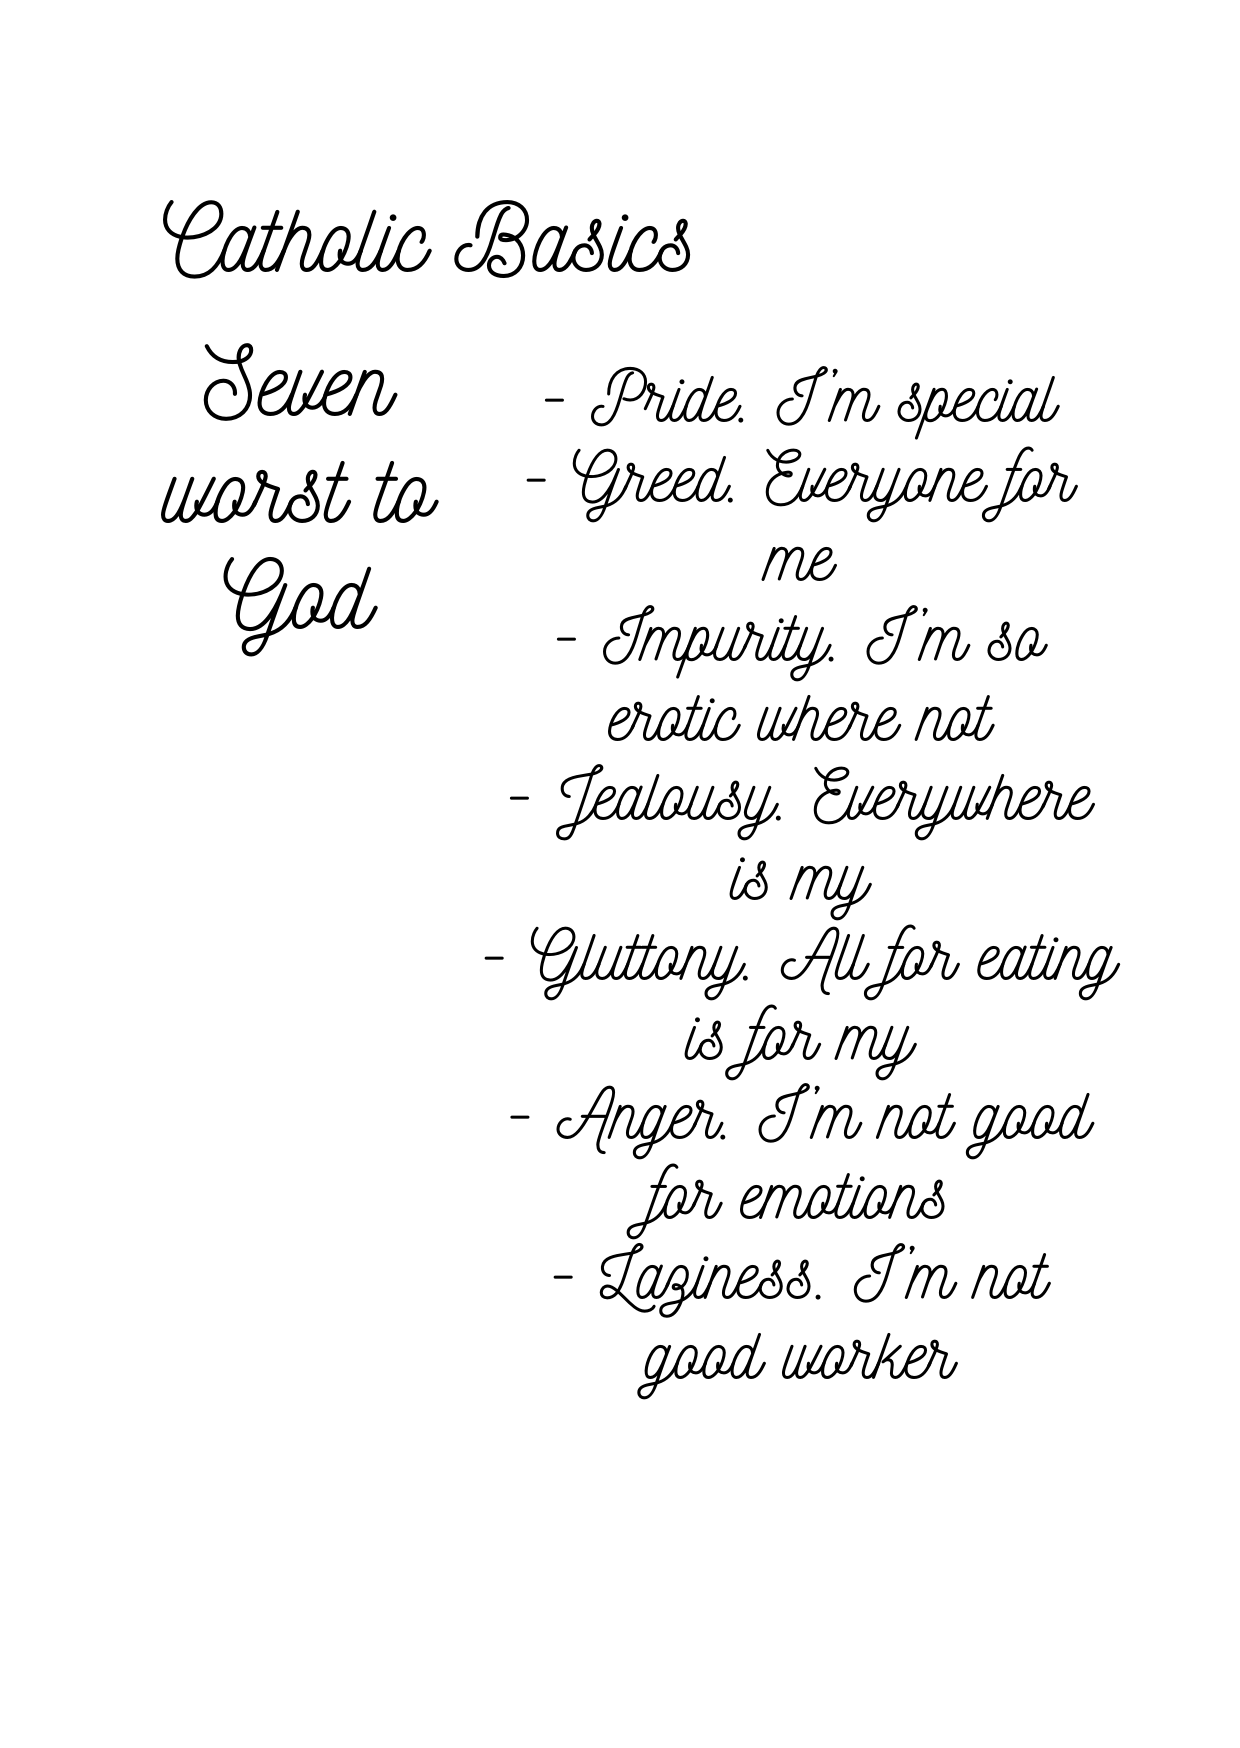 Catholic Basics
Seven
worst to
God
- Pride. I'm special
- Greed. Everyone for
me
- Impurity. I'm so
erotic where not
- Jealousy. Everywhere
is my
- Gluttony. All for eating
is for my
- Anger. I'm not good
for emotions
- Laziness. I'm not
good worker